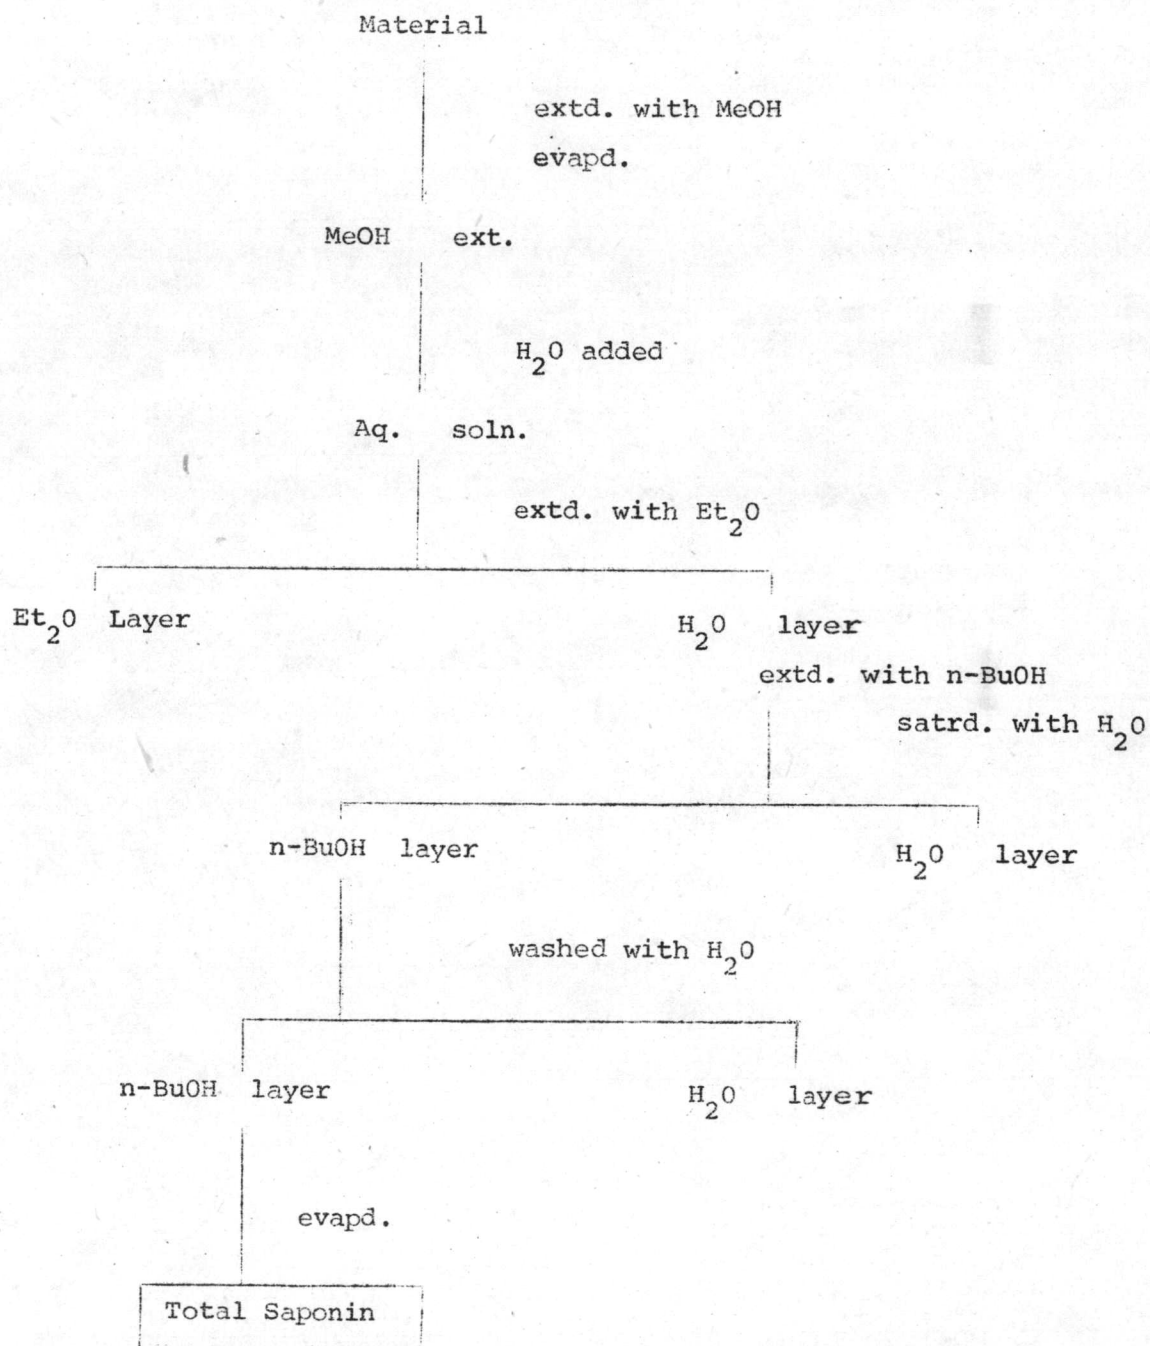 Material
extd. with MeOH
evapd.
MeOH ext.
H2O added
Aq. soln.
extd. with Et2O
Et2O Layer
H2O layer
extd. with n-BuOH
satrd. with H2O
n-BuOH layer
H2O layer
washed with H2O
n-BuOH layer
H2O layer
evapd.
Total Saponin